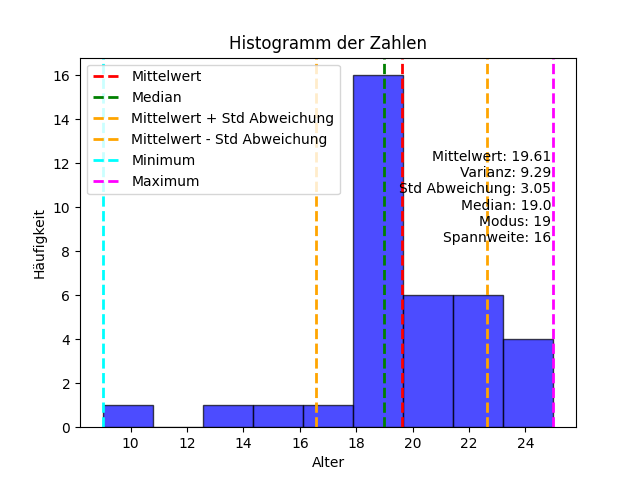 Histogramm der Zahlen
Mittelwert
Median
Mittelwert + Std Abweichung
Mittelwert - Std Abweichung
Minimum
Maximum
Mittelwert: 19.61
Varianz: 9.29
Std Abweichung: 3.05
Median: 19.0
Modus: 19
Spannweite: 16
Häufigkeit
16
14
12
10
8
6
4
2
0
10 12 14 16 18 20 22 24
Alter